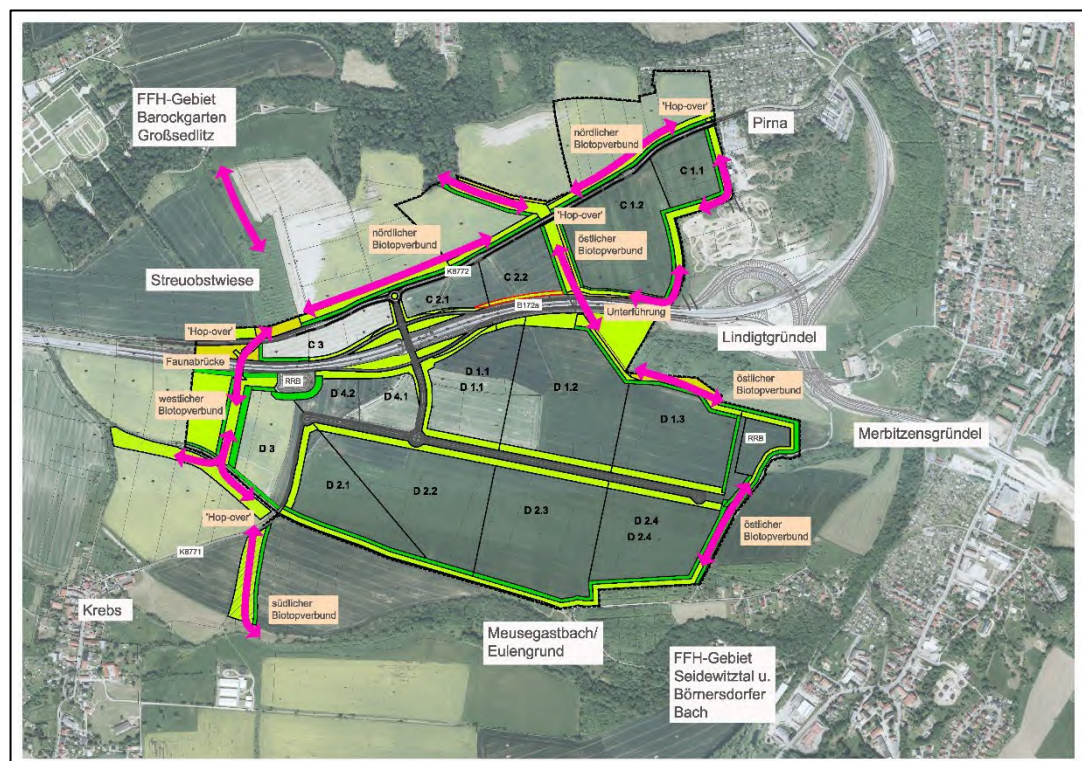 FFH-Gebiet
Barockgarten
Großsedlitz
'Hop-over'
Pirna
nördlicher
Biotopverbund
C 1.1
C 1.2
'Hop-over'
nördlicher
Biotopverbund
östlicher
Biotopverbund
Streuobstwiese
K8772
C 2.2
C 2.1
B172a
Unterführung
'Hop-over'
C 3
Lindigtgründel
Faunabrücke
RRB
westlicher
Biotopverbund
D 4.2
D 4.1
D 1.1
D 1.1
D 1.2
östlicher
Biotopverbund
D 1.3
Merbitzensgründel
RRB
D 3
D 2.1
D 2.2
D 2.3
D 2.4
D 2.4
'Hop-over'
östlicher
Biotopverbund
K8771
Krebs
südlicher
Biotopverbund
Meusegastbach/
Eulengrund
FFH-Gebiet
Seidewitztal u.
Börnersdorfer
Bach